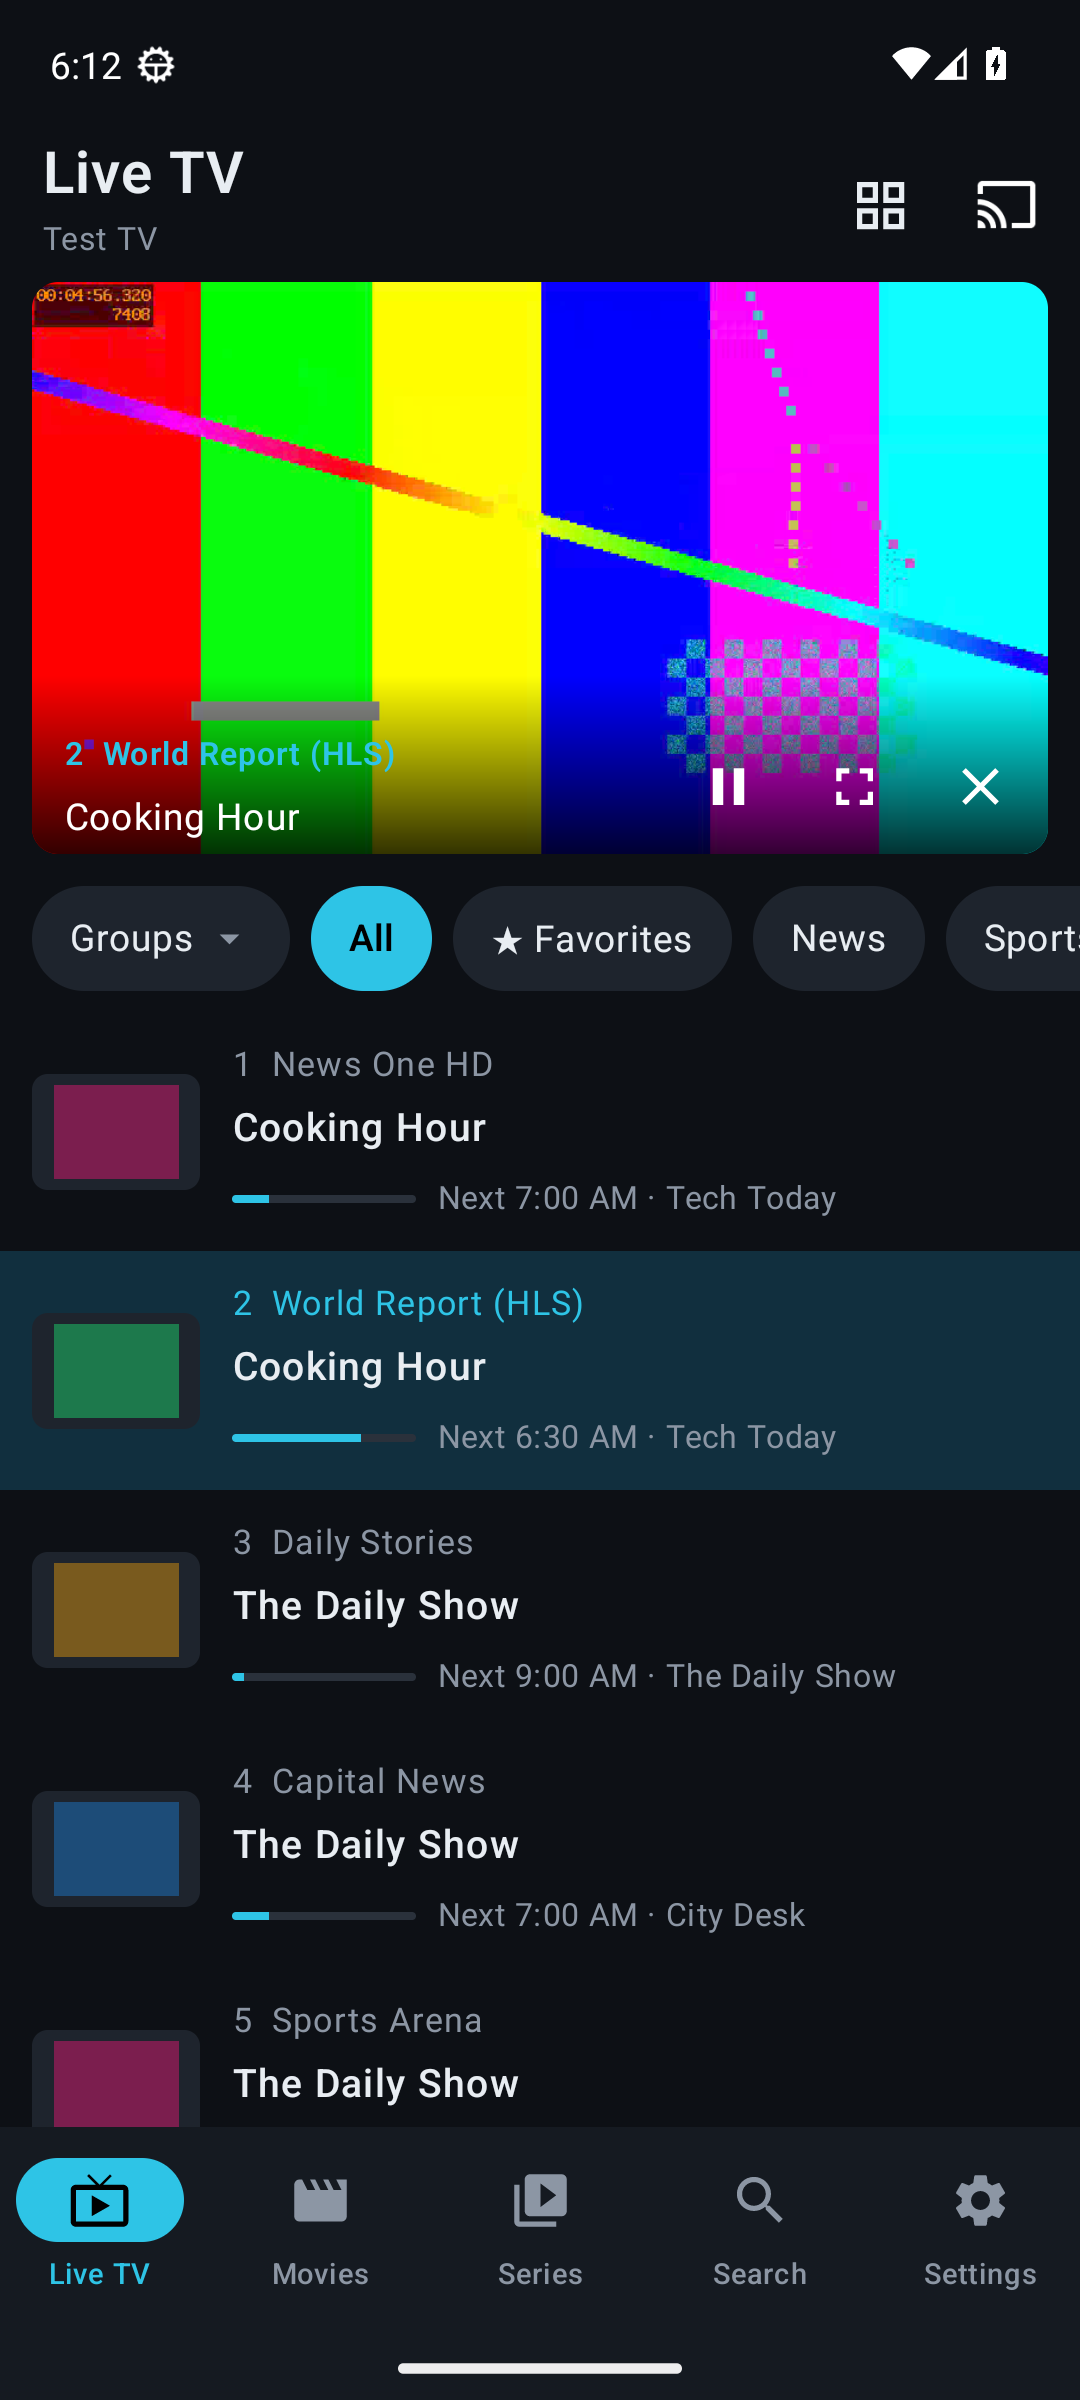 6:12
Live TV
Test TV
00:04:56.320
7408
2 World Report (HLS)
Cooking Hour
Groups
All
★ Favorites
News
Sports
1 News One HD
Cooking Hour
Next 7:00 AM · Tech Today
2 World Report (HLS)
Cooking Hour
Next 6:30 AM · Tech Today
3 Daily Stories
The Daily Show
Next 9:00 AM · The Daily Show
4 Capital News
The Daily Show
Next 7:00 AM · City Desk
5 Sports Arena
The Daily Show
Live TV
Movies
Series
Search
Settings